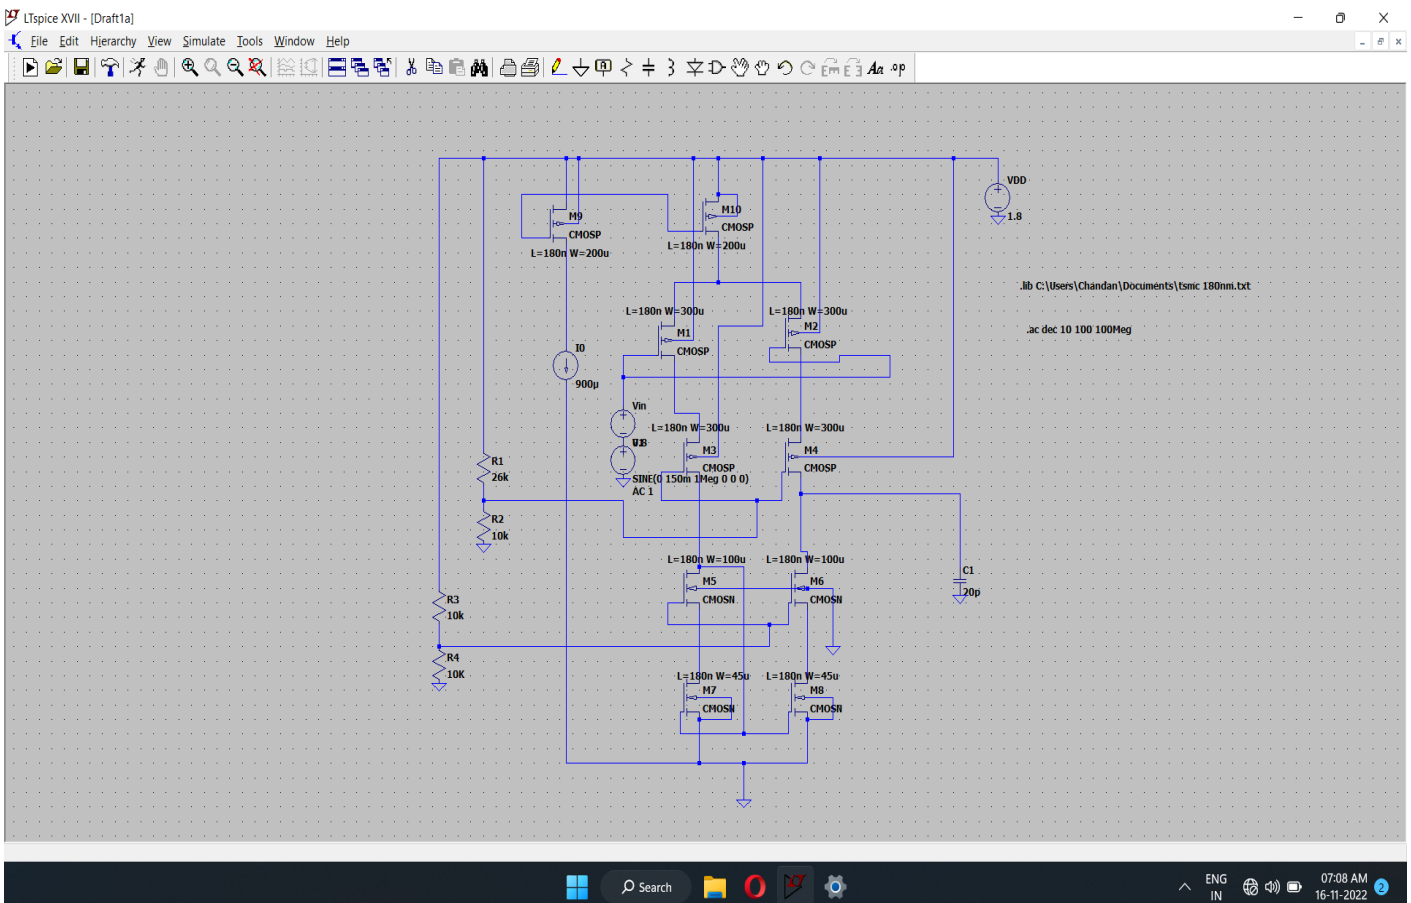 LTspice XVII - [Draft1a]
File Edit Hierarchy View Simulate Tools Window Help
Aa .op
VDD
1.8
M9
CMOSP
L=180n W=200u
M10
CMOSP
L=180n W=200u
.lib C:\Users\Chandan\Documents\tsmc 180nm.txt
.ac dec 10 100 100Meg
L=180n W=300u
M1
CMOSP
L=180n W=300u
M2
CMOSP
I0
900µ
Vin
L=180n W=300u
M3
CMOSP
SINE(0 150m 1Meg 0 0 0)
AC 1
L=180n W=300u
M4
CMOSP
R1
26k
R2
10k
L=180n W=100u
M5
CMOSN
L=180n W=100u
M6
CMOSN
C1
20p
R3
10k
R4
10K
L=180n W=45u
M7
CMOSN
L=180n W=45u
M8
CMOSN
Search
ENG
IN
07:08 AM
16-11-2022
2